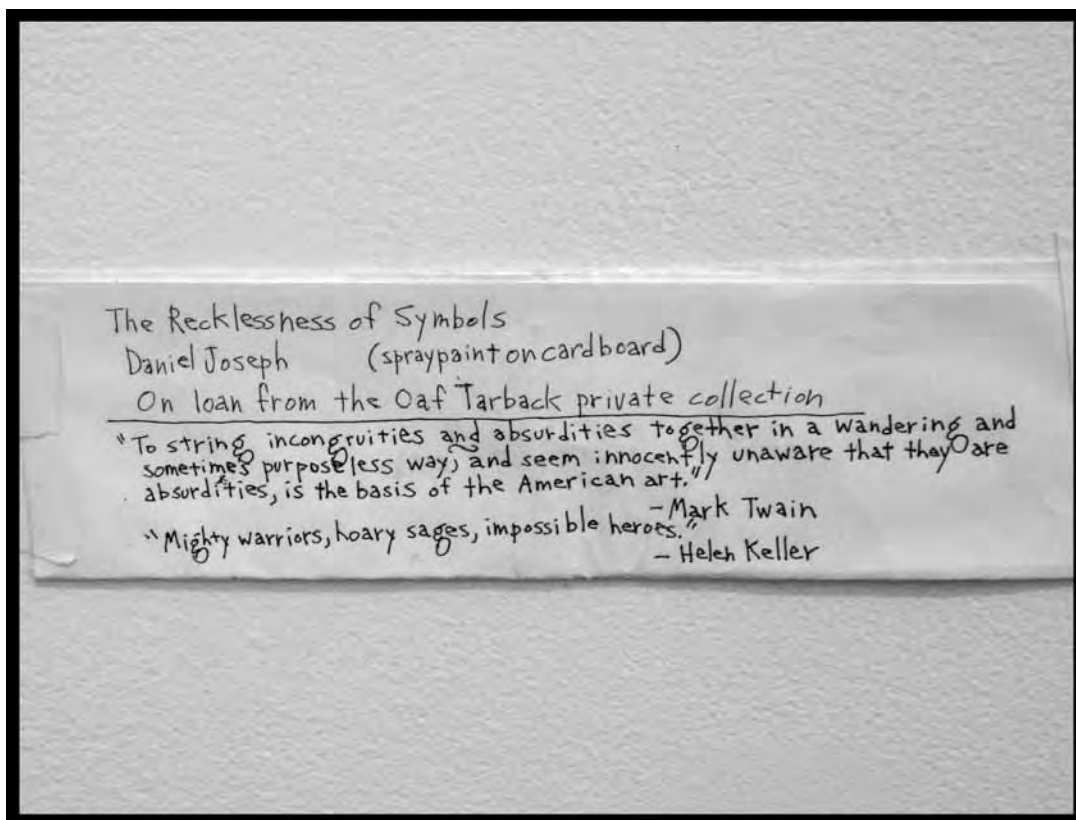 The Recklessness of Symbols
Daniel Joseph (spraypaint on cardboard)
On loan from the Oaf Tarback private collection
"To string incongruities and absurdities together in a wandering and
sometimes purposeless way, and seem innocently unaware that they are
absurdities, is the basis of the American art."
- Mark Twain
"Mighty warriors, hoary sages, impossible heroes."
- Helen Keller